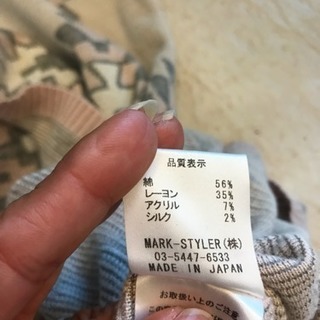 品質表示
綿 56%
レーヨン 35%
アクリル 7%
シルク 2%
MARK-STYLER(株)
03-5447-6533
MADE IN JAPAN
お取扱い上のご注意